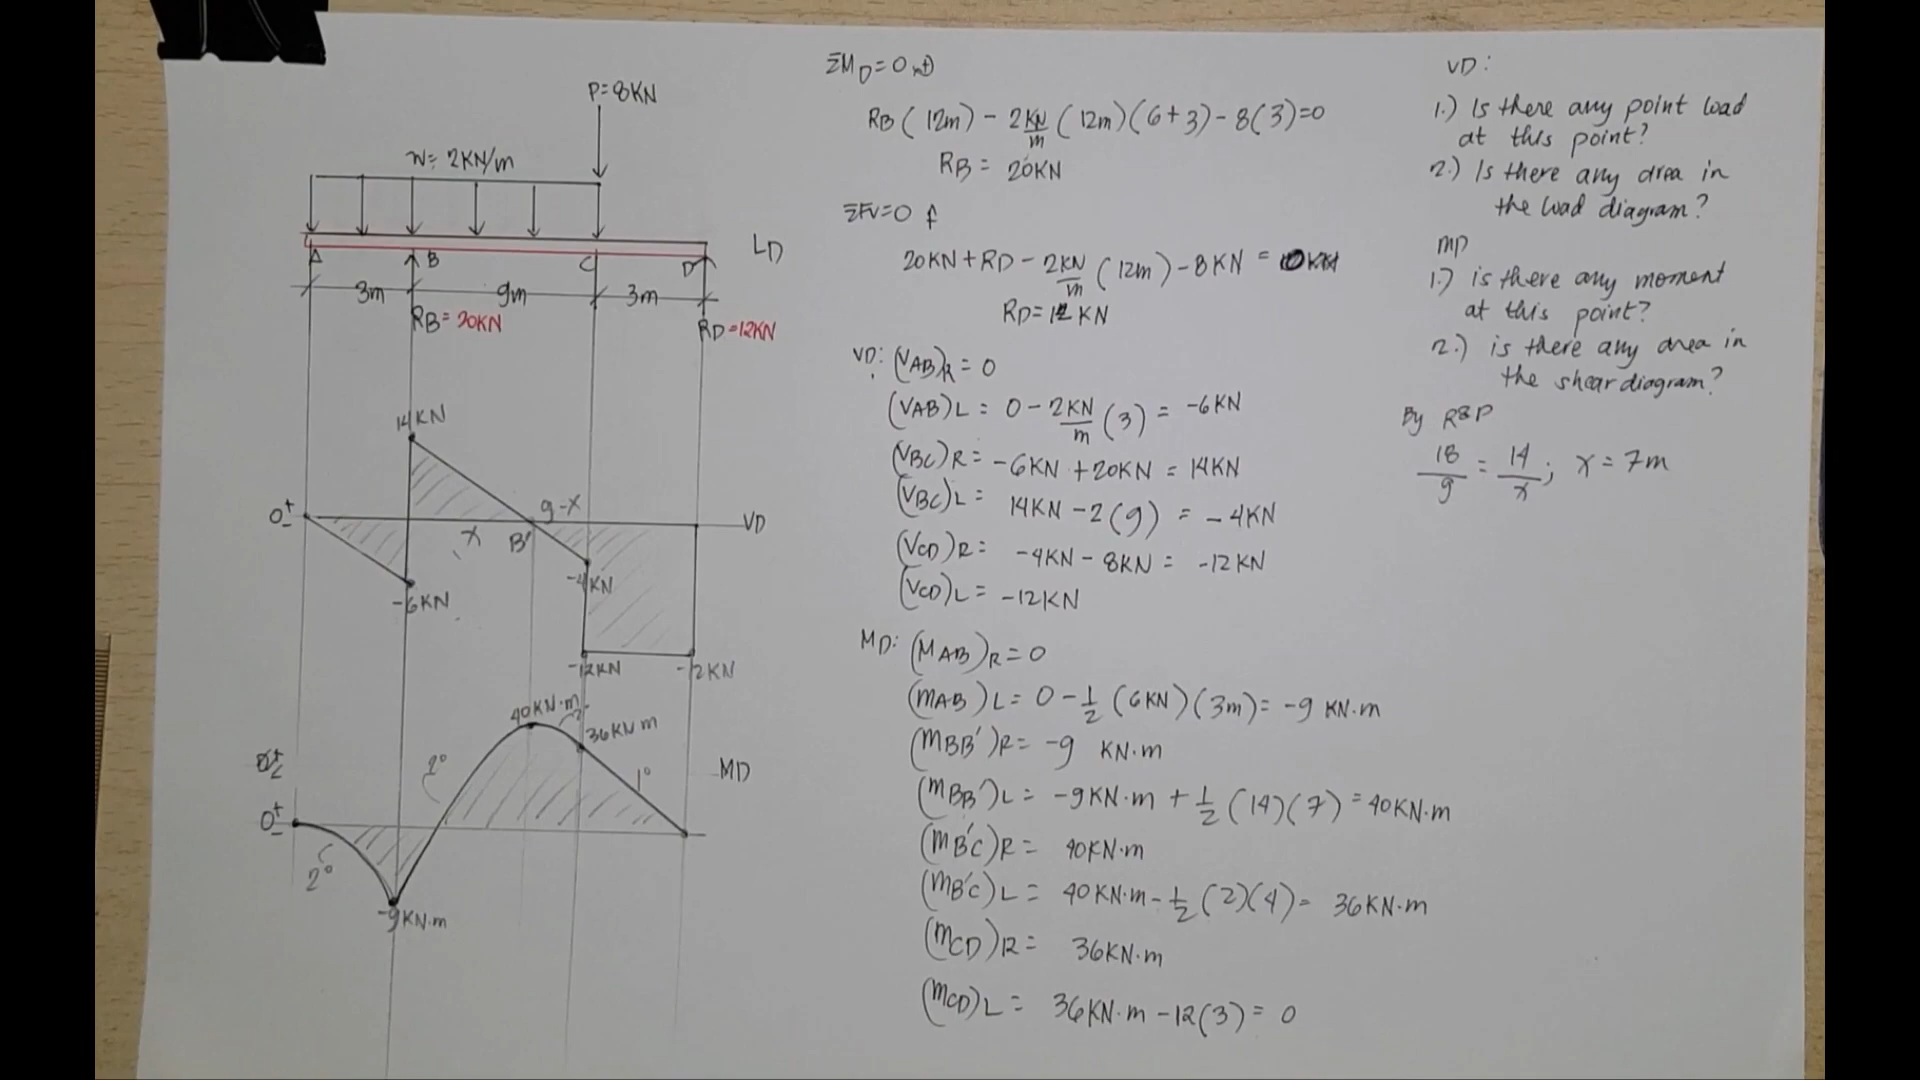 P=8KN
W= 2KN/m
A
B
C
D
LD
3m
9m
3m
RB= 20KN
RD=12KN
14KN
0±
x
B'
9-x
VD
-6KN
-4KN
-12KN
-12KN
40KN·m
2°
36KN·m
2°
1°
MD
0±
2°
-9KN·m
ΣMD=0
RB( 12m) - 2KN/m ( 12m)(6+3) - 8(3)=0
RB = 20KN
ΣFV=0 ↑
20KN+RD - 2KN/m (12m) - 8KN = 0
RD= 12 KN
VD: (VAB)R = 0
(VAB)L = 0 - 2KN/m (3) = -6KN
(VBC)R = -6KN +20KN = 14KN
(VBC)L = 14KN - 2(9) = -4KN
(VCD)R = -4KN - 8KN = -12KN
(VCD)L = -12KN
MD: (MAB)R = 0
(MAB)L = 0 - 1/2 (6KN)(3m) = -9 KN·m
(MBB')R = -9 KN·m
(MBB')L = -9KN·m + 1/2 (14)(7) = 40KN·m
(MB'C)R = 40KN·m
(MB'C)L = 40KN·m - 1/2 (2)(4) = 36KN·m
(MCD)R = 36KN·m
(MCD)L = 36KN·m - 12(3) = 0
VD:
1.) Is there any point load
at this point?
2.) Is there any area in
the load diagram?
MD
1.) is there any moment
at this point?
2.) is there any area in
the shear diagram?
By R&P
18/9 = 14/x ; x = 7m